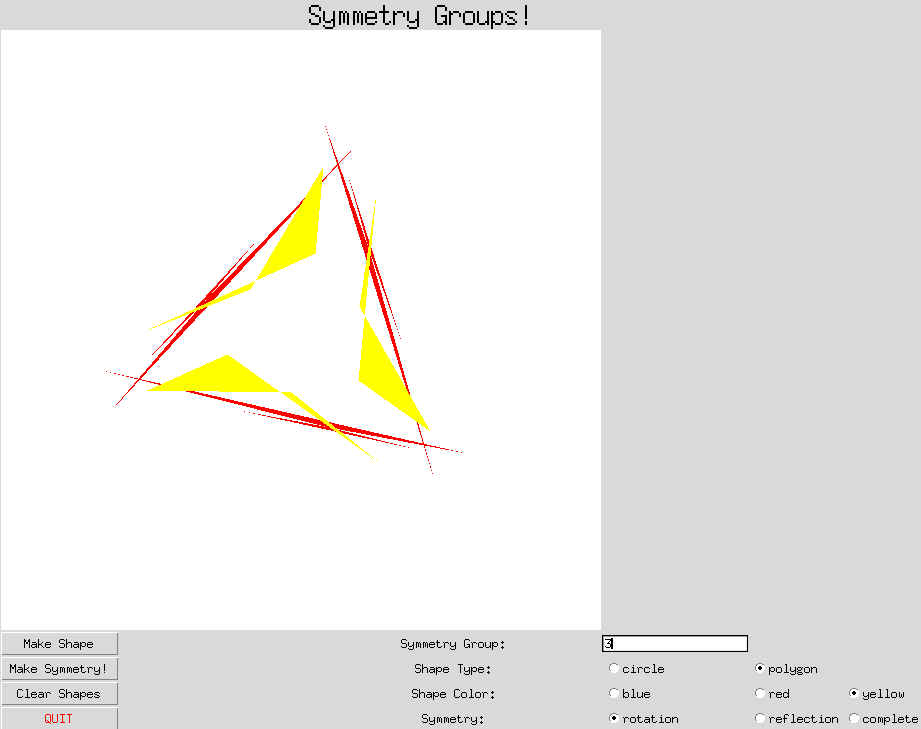 Symmetry Groups!
Make Shape Symmetry Group: 3
Make Symmetry! Shape Type: circle polygon
Clear Shapes Shape Color: blue red yellow
QUIT Symmetry: rotation reflection complete